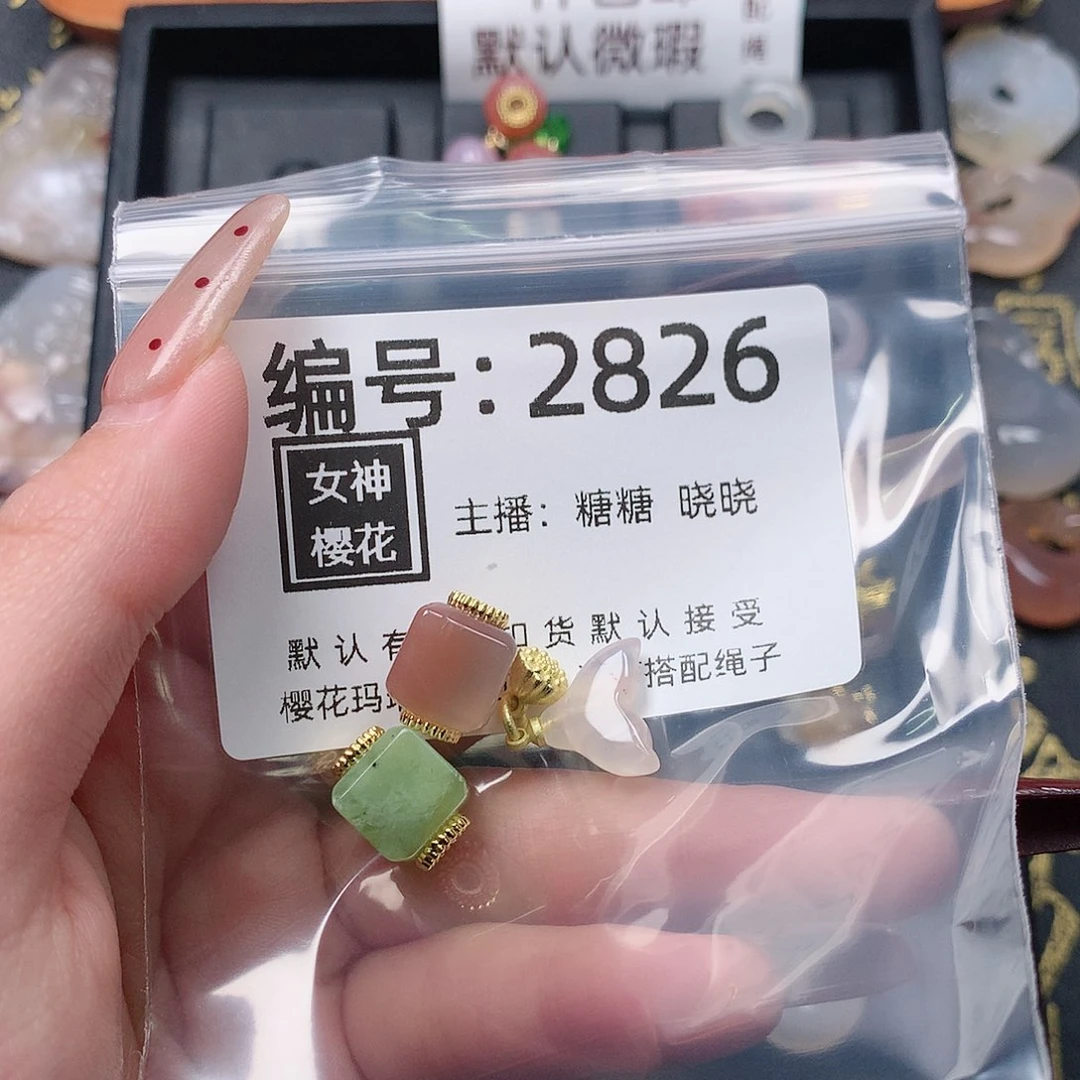 默认微瑕
编号：2826
女神
樱花
主播：糖糖 晓晓
默认有 货默认接受
樱花玛 搭配绳子